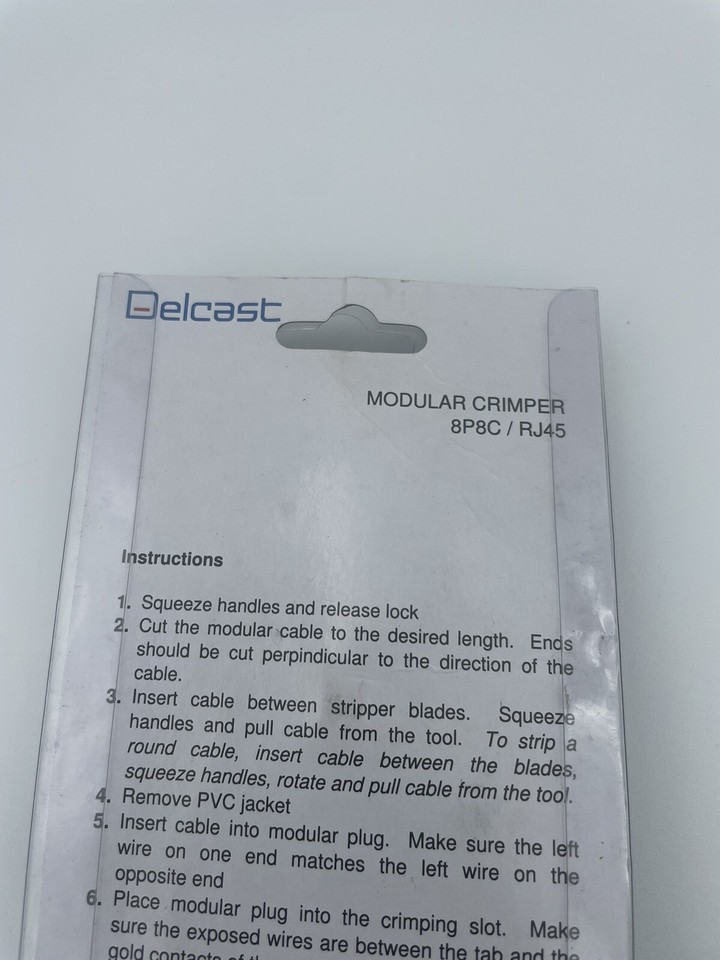 Delcast
MODULAR CRIMPER
8P8C / RJ45
Instructions
1. Squeeze handles and release lock
2. Cut the modular cable to the desired length. Ends
should be cut perpindicular to the direction of the
cable.
3. Insert cable between stripper blades. Squeeze
handles and pull cable from the tool. To strip a
round cable, insert cable between the blades,
squeeze handles, rotate and pull cable from the tool.
4. Remove PVC jacket
5. Insert cable into modular plug. Make sure the left
wire on one end matches the left wire on the
opposite end
6. Place modular plug into the crimping slot. Make
sure the exposed wires are between the tab and the
gold contacts of